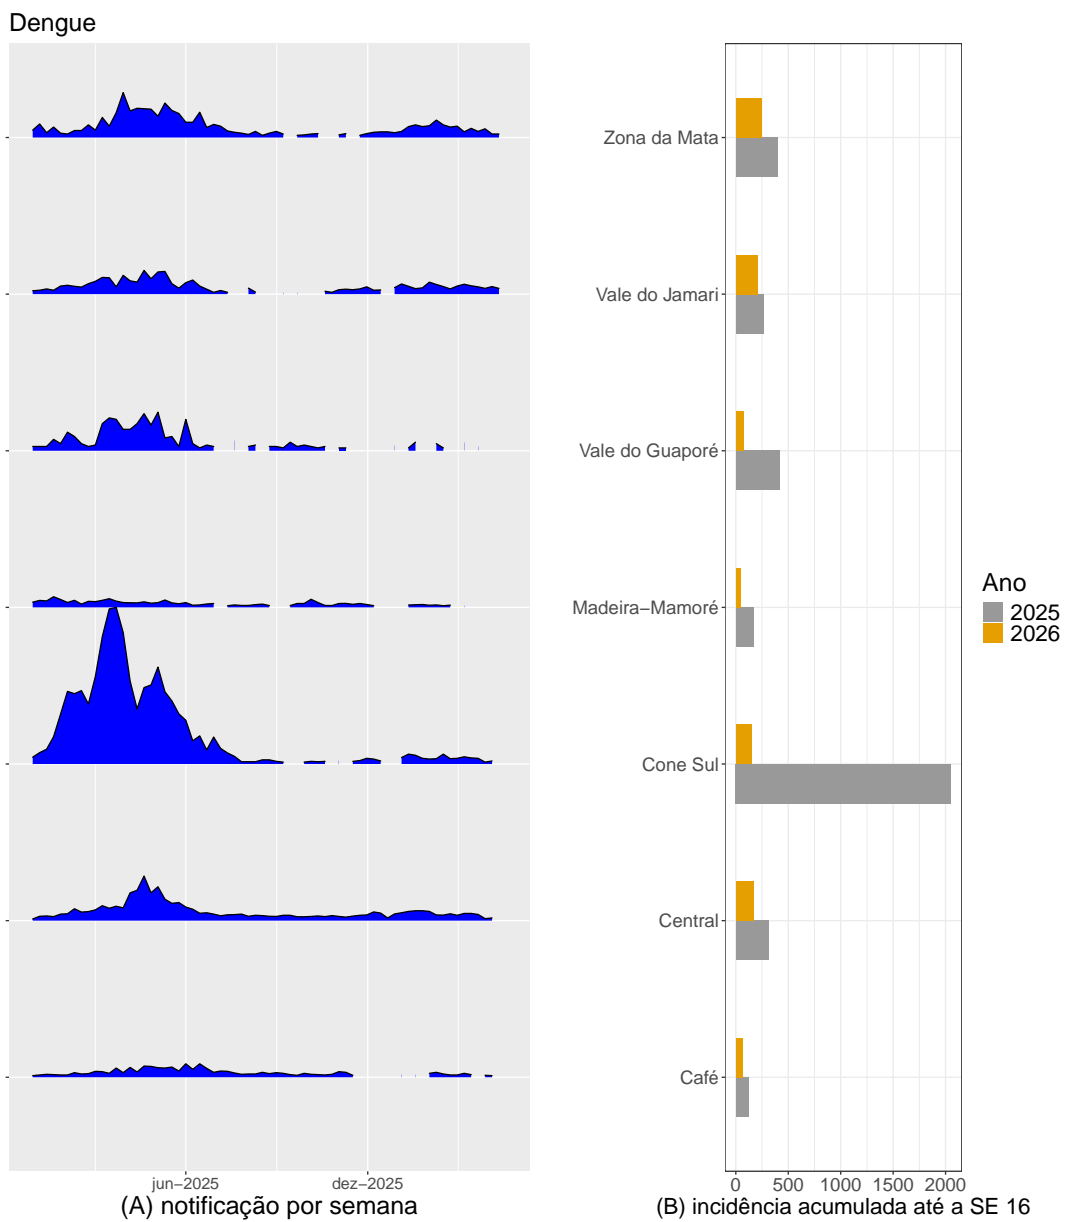 Dengue
Zona da Mata
Vale do Jamari
Vale do Guaporé
Madeira−Mamoré
Cone Sul
Central
Café
Ano
2025
2026
jun−2025 dez−2025
0 500 1000 1500 2000
(A) notificação por semana
(B) incidência acumulada até a SE 16